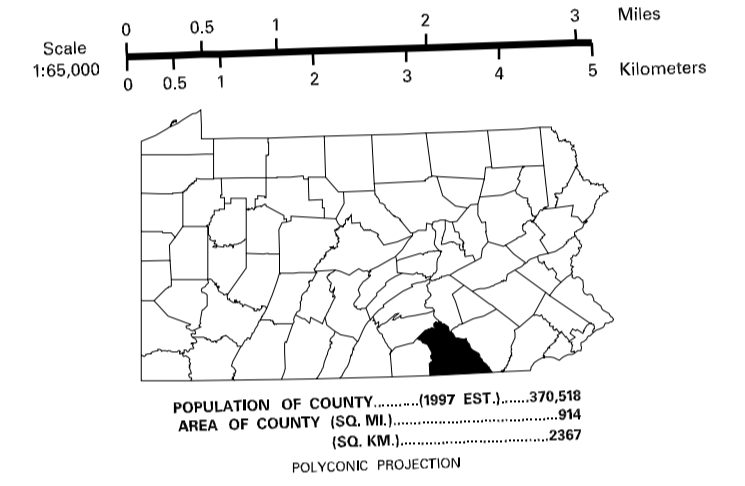 0 0.5 1 2 3 Miles
Scale
1:65,000
0 0.5 1 2 3 4 5 Kilometers
POPULATION OF COUNTY...........(1997 EST.)......370,518
AREA OF COUNTY (SQ. MI.)........................................914
(SQ. KM.)....................................2367
POLYCONIC PROJECTION